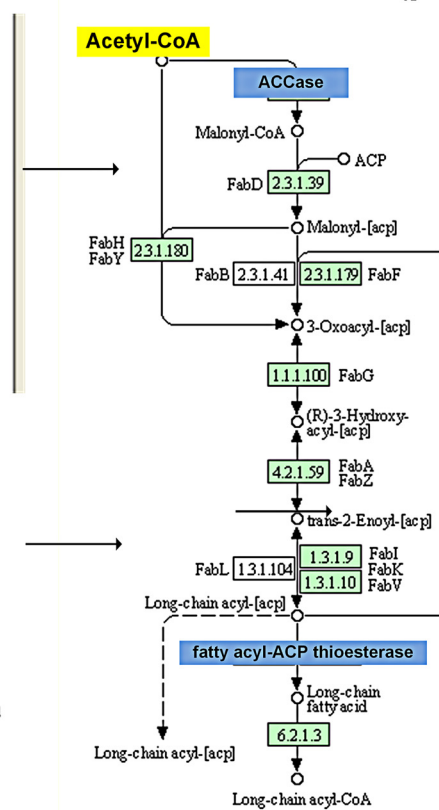 Acetyl-CoA
ACCase
Malonyl-CoA
ACP
FabD 2.3.1.39
Malonyl-[acp]
FabH
FabY
2.3.1.180
FabB 2.3.1.41 2.3.1.179 FabF
3-Oxoacyl-[acp]
1.1.1.100 FabG
(R)-3-Hydroxy-
acyl-[acp]
4.2.1.59
FabA
FabZ
trans-2-Enoyl-[acp]
FabL 1.3.1.104
1.3.1.9
1.3.1.10
FabI
FabK
FabV
Long-chain acyl-[acp]
fatty acyl-ACP thioesterase
Long-chain
fatty acid
6.2.1.3
Long-chain acyl-[acp]
Long-chain acyl-CoA